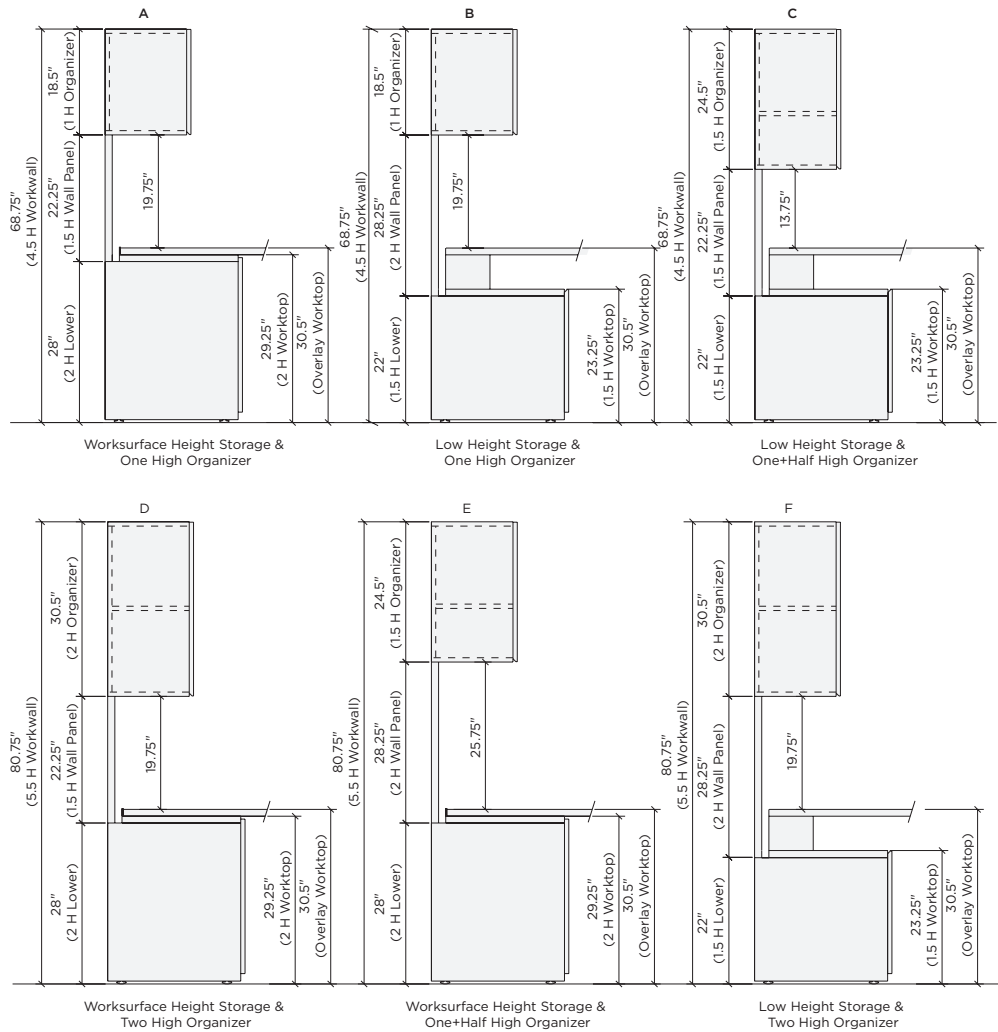 A
68.75"
(4.5 H Workwall)
18.5"
(1 H Organizer)
22.25"
(1.5 H Wall Panel)
28"
(2 H Lower)
19.75"
29.25"
(2 H Worktop)
30.5"
(Overlay Worktop)
Worksurface Height Storage &
One High Organizer
B
68.75"
(4.5 H Workwall)
18.5"
(1 H Organizer)
28.25"
(2 H Wall Panel)
22"
(1.5 H Lower)
19.75"
23.25"
(1.5 H Worktop)
30.5"
(Overlay Worktop)
Low Height Storage &
One High Organizer
C
68.75"
(4.5 H Workwall)
24.5"
(1.5 H Organizer)
22.25"
(1.5 H Wall Panel)
22"
(1.5 H Lower)
13.75"
23.25"
(1.5 H Worktop)
30.5"
(Overlay Worktop)
Low Height Storage &
One+Half High Organizer
D
80.75"
(5.5 H Workwall)
30.5"
(2 H Organizer)
22.25"
(1.5 H Wall Panel)
28"
(2 H Lower)
19.75"
29.25"
(2 H Worktop)
30.5"
(Overlay Worktop)
Worksurface Height Storage &
Two High Organizer
E
80.75"
(5.5 H Workwall)
24.5"
(1.5 H Organizer)
28.25"
(2 H Wall Panel)
28"
(2 H Lower)
25.75"
29.25"
(2 H Worktop)
30.5"
(Overlay Worktop)
Worksurface Height Storage &
One+Half High Organizer
F
80.75"
(5.5 H Workwall)
30.5"
(2 H Organizer)
28.25"
(2 H Wall Panel)
22"
(1.5 H Lower)
19.75"
23.25"
(1.5 H Worktop)
30.5"
(Overlay Worktop)
Low Height Storage &
Two High Organizer